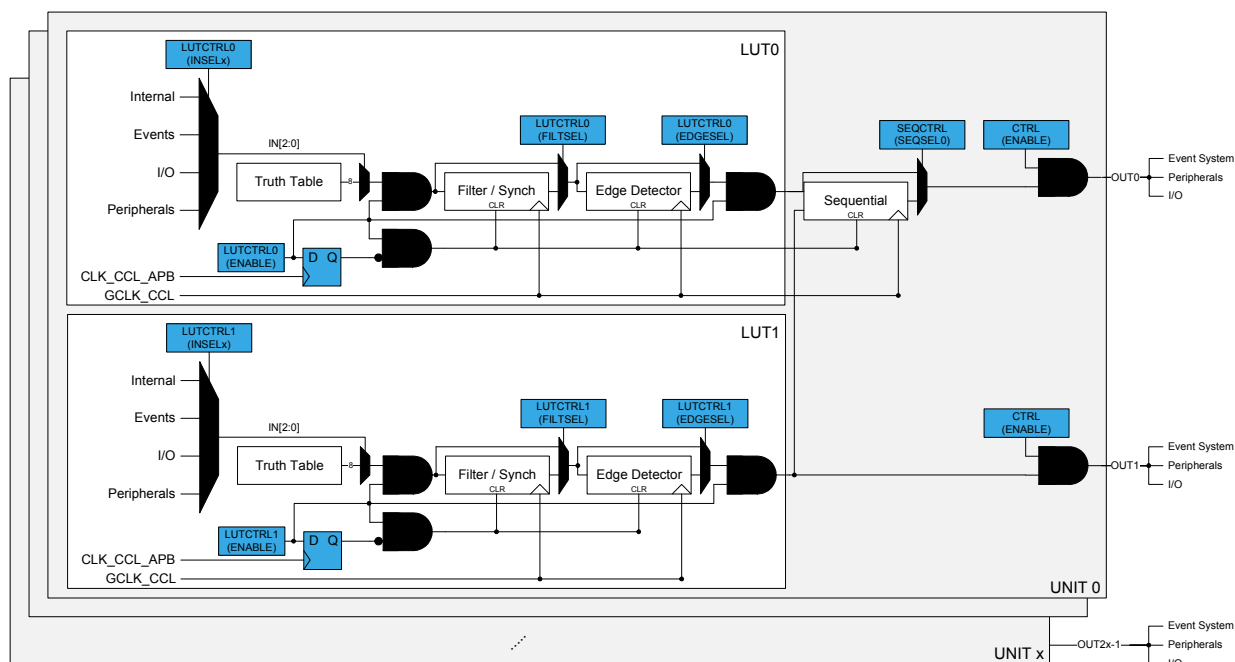 LUT0
LUTCTRL0
(INSELx)
Internal
Events
I/O
Peripherals
IN[2:0]
Truth Table
8
LUTCTRL0
(FILTSEL)
LUTCTRL0
(EDGESEL)
Filter / Synch
CLR
Edge Detector
CLR
LUTCTRL0
(ENABLE)
D Q
CLK_CCL_APB
GCLK_CCL
SEQCTRL
(SEQSEL0)
Sequential
CLR
CTRL
(ENABLE)
OUT0
Event System
Peripherals
I/O
LUT1
LUTCTRL1
(INSELx)
Internal
Events
I/O
Peripherals
IN[2:0]
Truth Table
8
LUTCTRL1
(FILTSEL)
LUTCTRL1
(EDGESEL)
Filter / Synch
CLR
Edge Detector
CLR
LUTCTRL1
(ENABLE)
D Q
CLK_CCL_APB
GCLK_CCL
CTRL
(ENABLE)
OUT1
Event System
Peripherals
I/O
UNIT 0
UNIT x
OUT2x-1
Event System
Peripherals
I/O